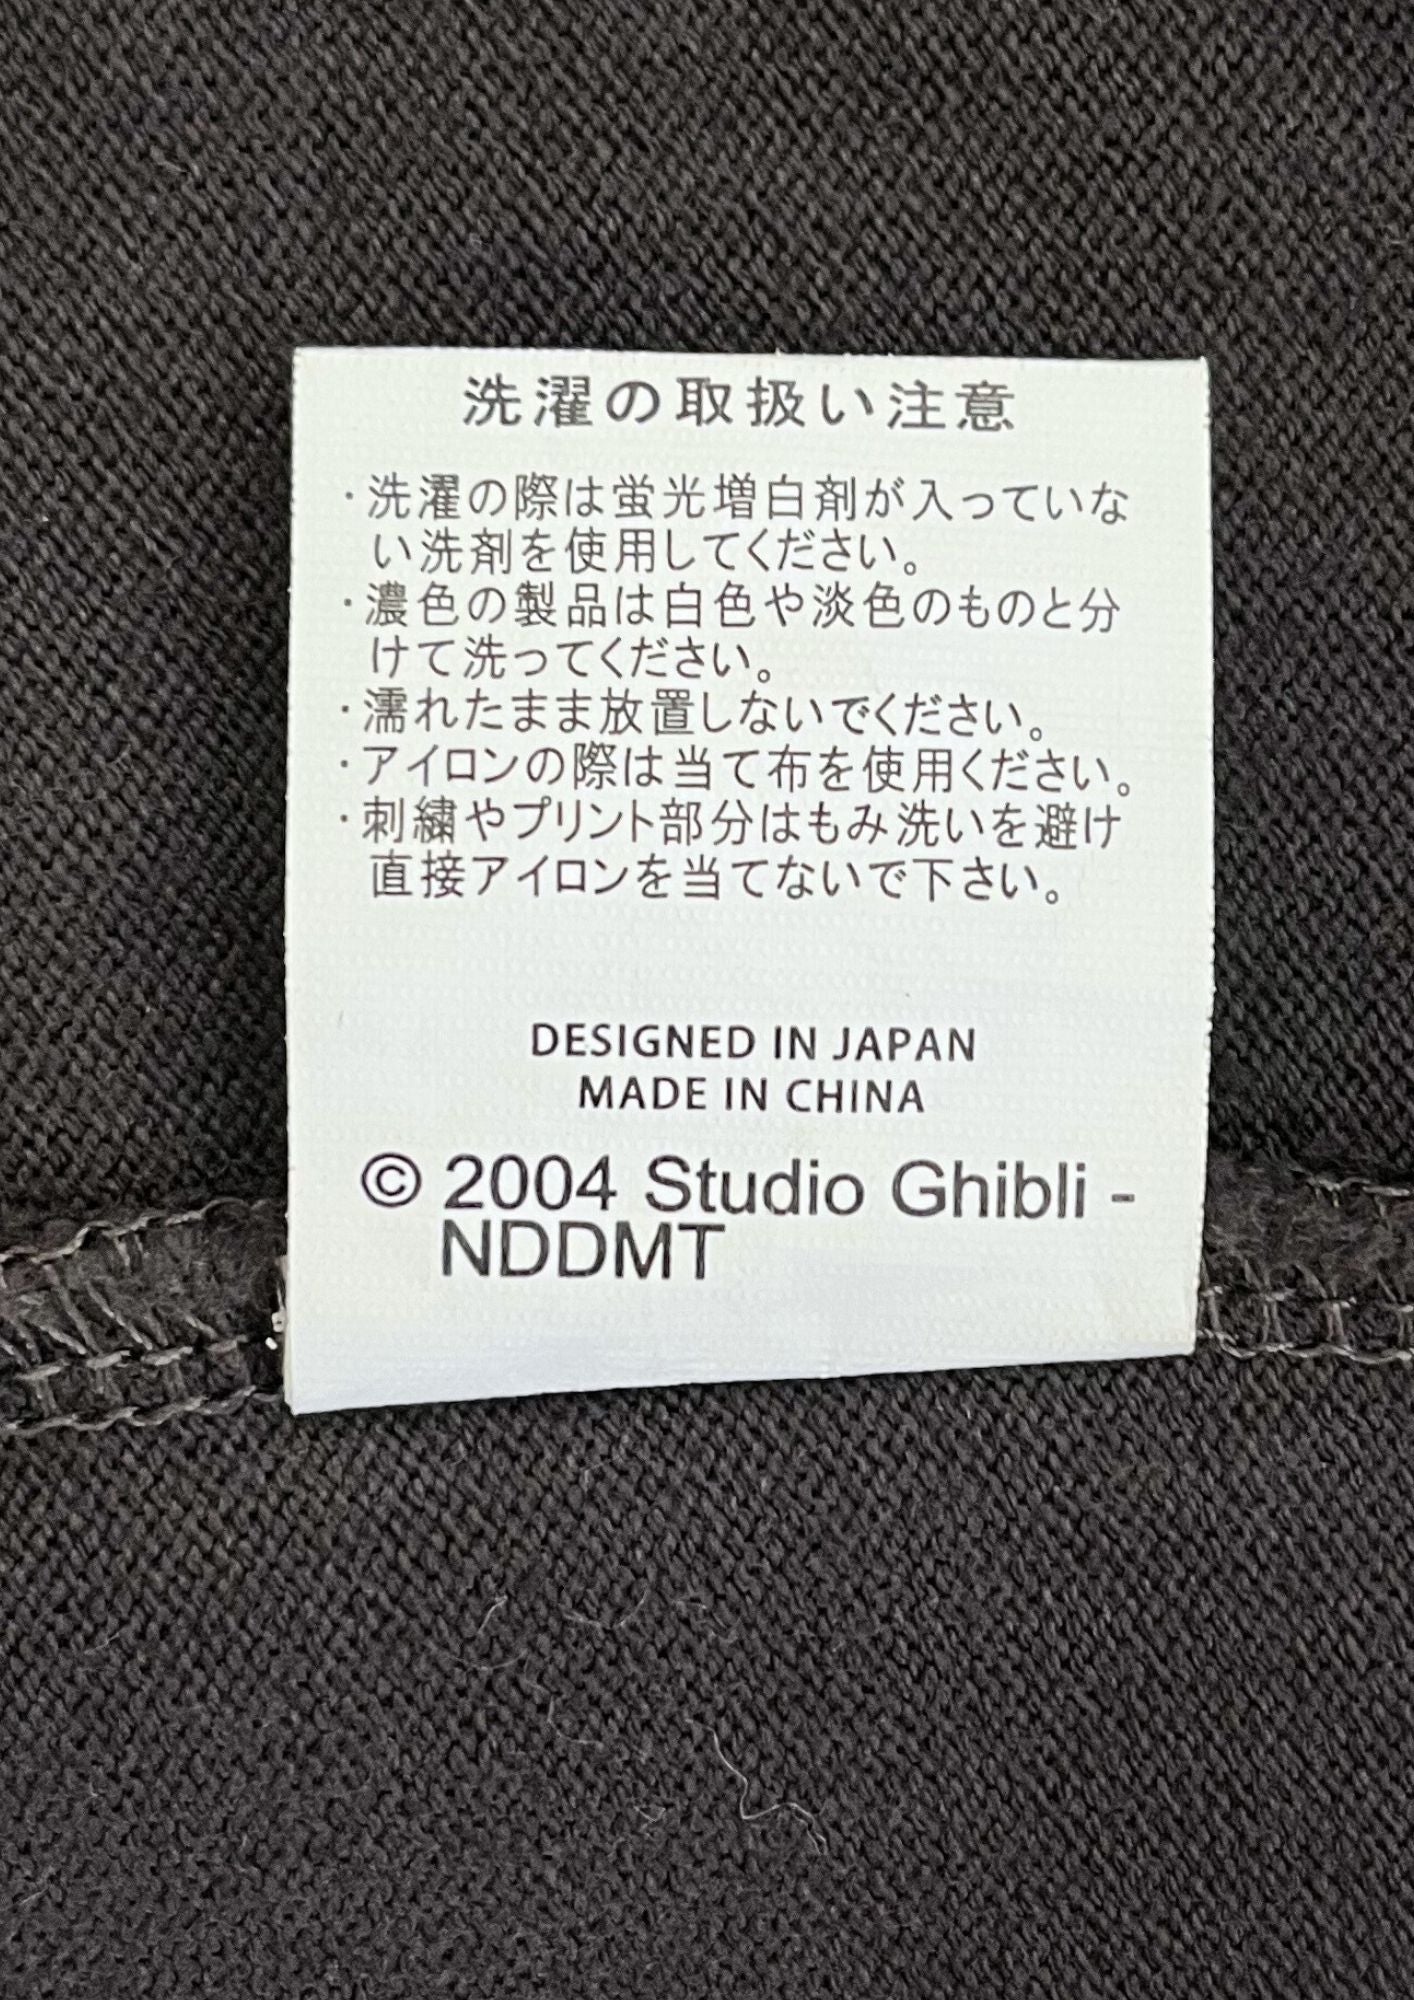 洗濯の取扱い注意
・洗濯の際は蛍光増白剤が入っていな
い洗剤を使用してください。
・濃色の製品は白色や淡色のものと分
けて洗ってください。
・濡れたまま放置しないでください。
・アイロンの際は当て布を使用ください。
・刺繍やプリント部分はもみ洗いを避け
直接アイロンを当てないで下さい。
DESIGNED IN JAPAN
MADE IN CHINA
© 2004 Studio Ghibli -
NDDMT